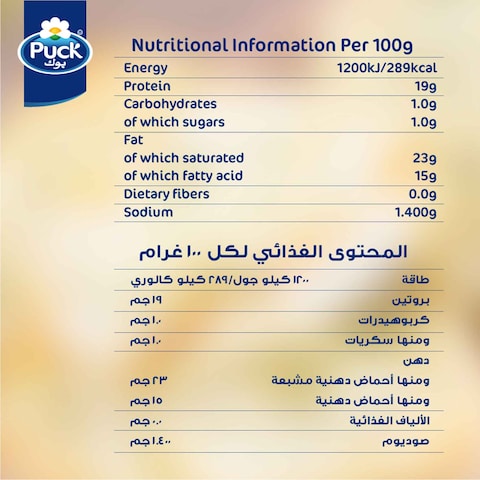 Puck
بوك
Nutritional Information Per 100g
Energy 1200kJ/289kcal
Protein 19g
Carbohydrates 1.0g
of which sugars 1.0g
Fat
of which saturated 23g
of which fatty acid 15g
Dietary fibers 0.0g
Sodium 1.400g
المحتوى الغذائي لكل ١٠٠ غرام
طاقة ١٢٠٠ كيلو جول/٢٨٩ كيلو كالوري
بروتين ١٩ جم
كربوهيدرات ١.٠ جم
ومنها سكريات ١.٠ جم
دهن
ومنها أحماض دهنية مشبعة ٢٣ جم
ومنها أحماض دهنية ١٥ جم
الألياف الغذائية ٠.٠ جم
صوديوم ١.٤٠٠ جم